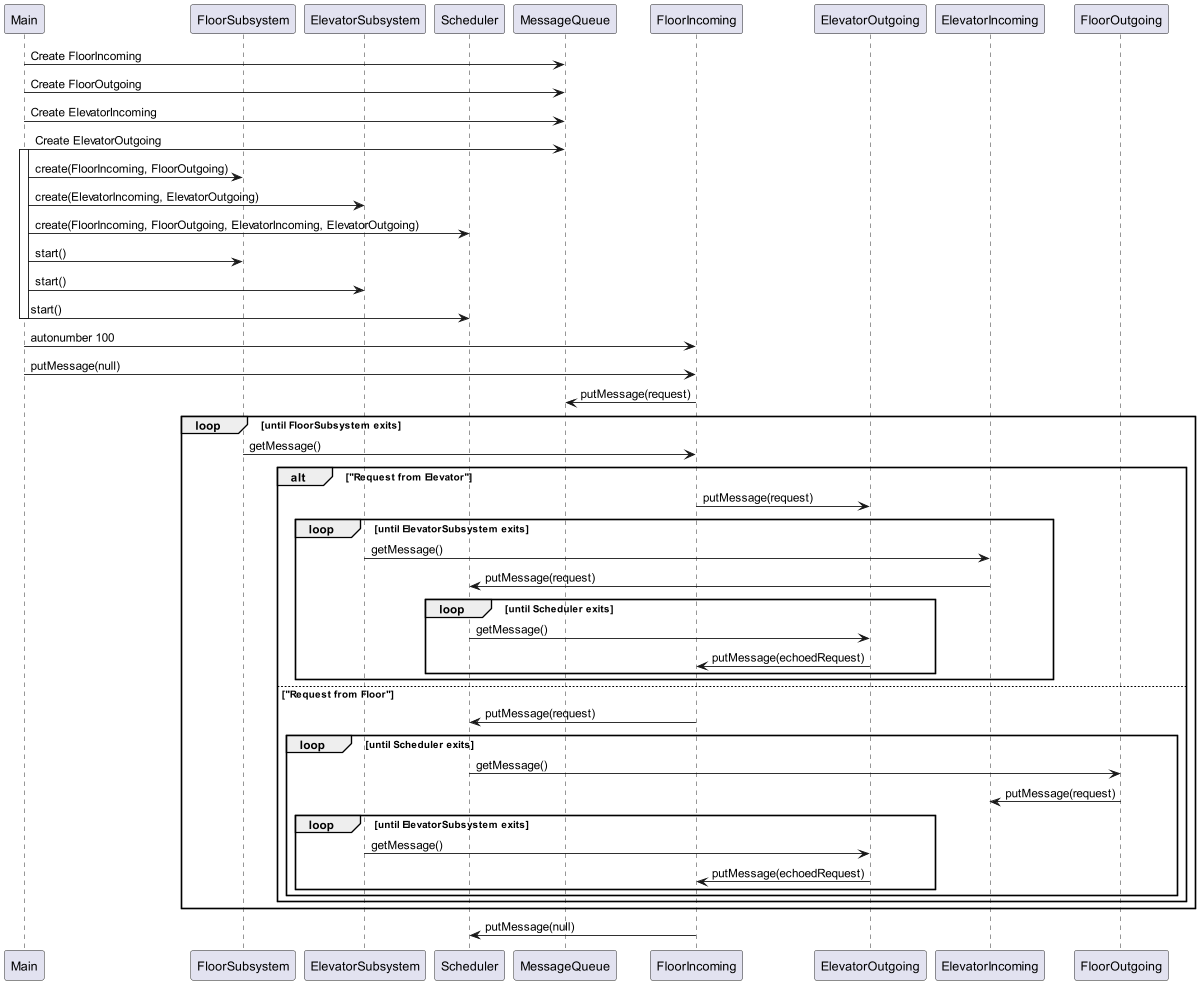 Main FloorSubsystem ElevatorSubsystem Scheduler MessageQueue FloorIncoming ElevatorOutgoing ElevatorIncoming FloorOutgoing
Create FloorIncoming
Create FloorOutgoing
Create ElevatorIncoming
Create ElevatorOutgoing
create(FloorIncoming, FloorOutgoing)
create(ElevatorIncoming, ElevatorOutgoing)
create(FloorIncoming, FloorOutgoing, ElevatorIncoming, ElevatorOutgoing)
start()
start()
start()
autonumber 100
putMessage(null)
putMessage(request)
loop [until FloorSubsystem exits]
getMessage()
alt ["Request from Elevator"]
putMessage(request)
loop [until ElevatorSubsystem exits]
getMessage()
putMessage(request)
loop [until Scheduler exits]
getMessage()
putMessage(echoedRequest)
["Request from Floor"]
putMessage(request)
loop [until Scheduler exits]
getMessage()
putMessage(request)
loop [until ElevatorSubsystem exits]
getMessage()
putMessage(echoedRequest)
putMessage(null)
Main FloorSubsystem ElevatorSubsystem Scheduler MessageQueue FloorIncoming ElevatorOutgoing ElevatorIncoming FloorOutgoing